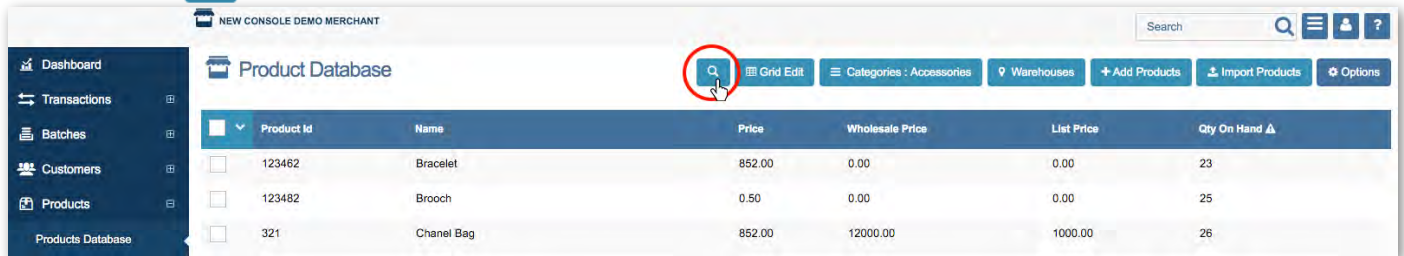 NEW CONSOLE DEMO MERCHANT
Search
?
Dashboard
Product Database
Grid Edit
Categories : Accessories
Warehouses
+ Add Products
Import Products
Options
Transactions
Product Id Name Price Wholesale Price List Price Qty On Hand
Batches
Customers
123462 Bracelet 852.00 0.00 0.00 23
Products
123482 Brooch 0.50 0.00 0.00 25
Products Database
321 Chanel Bag 852.00 12000.00 1000.00 26